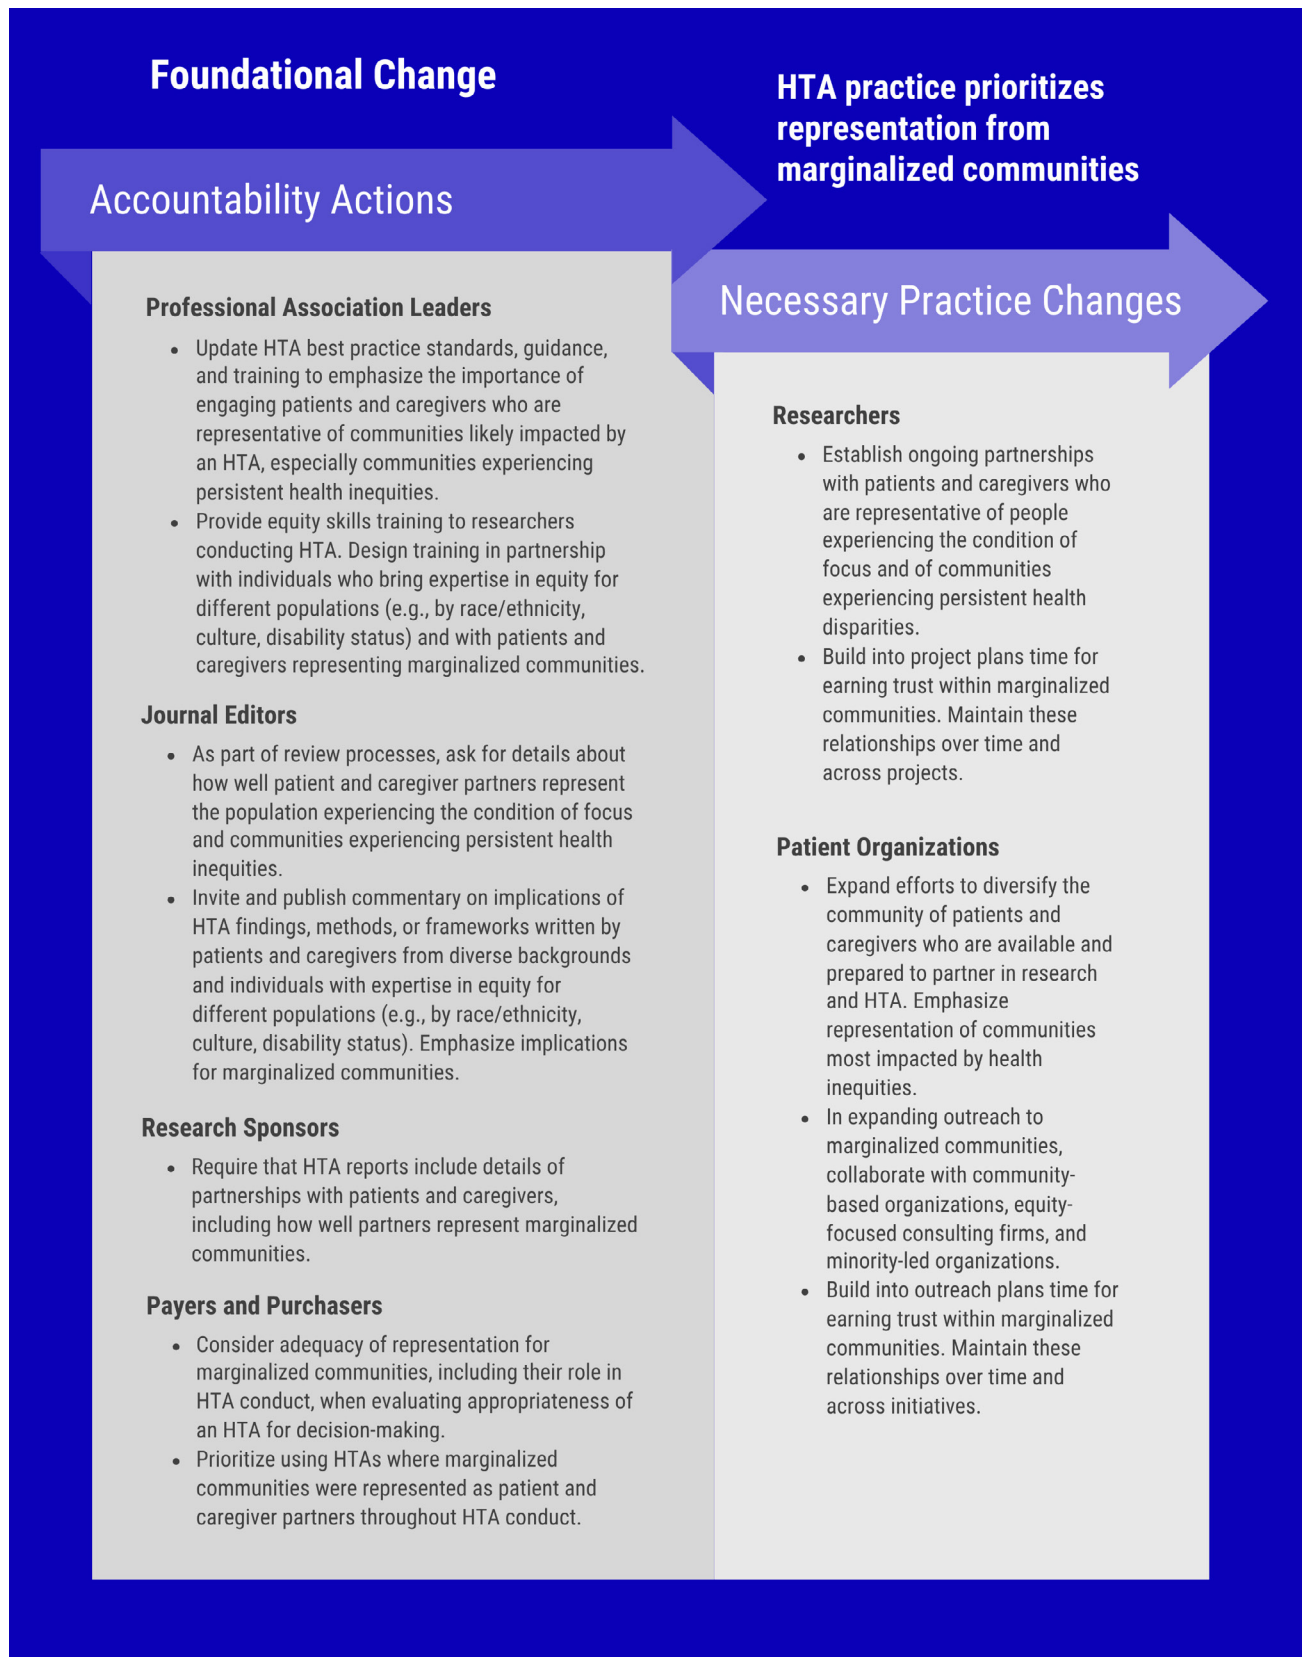 Foundational Change
HTA practice prioritizes
representation from
marginalized communities
Accountability Actions
Professional Association Leaders
• Update HTA best practice standards, guidance,
and training to emphasize the importance of
engaging patients and caregivers who are
representative of communities likely impacted by
an HTA, especially communities experiencing
persistent health inequities.
• Provide equity skills training to researchers
conducting HTA. Design training in partnership
with individuals who bring expertise in equity for
different populations (e.g., by race/ethnicity,
culture, disability status) and with patients and
caregivers representing marginalized communities.
Journal Editors
• As part of review processes, ask for details about
how well patient and caregiver partners represent
the population experiencing the condition of focus
and communities experiencing persistent health
inequities.
• Invite and publish commentary on implications of
HTA findings, methods, or frameworks written by
patients and caregivers from diverse backgrounds
and individuals with expertise in equity for
different populations (e.g., by race/ethnicity,
culture, disability status). Emphasize implications
for marginalized communities.
Research Sponsors
• Require that HTA reports include details of
partnerships with patients and caregivers,
including how well partners represent marginalized
communities.
Payers and Purchasers
• Consider adequacy of representation for
marginalized communities, including their role in
HTA conduct, when evaluating appropriateness of
an HTA for decision-making.
• Prioritize using HTAs where marginalized
communities were represented as patient and
caregiver partners throughout HTA conduct.
Necessary Practice Changes
Researchers
• Establish ongoing partnerships
with patients and caregivers who
are representative of people
experiencing the condition of
focus and of communities
experiencing persistent health
disparities.
• Build into project plans time for
earning trust within marginalized
communities. Maintain these
relationships over time and
across projects.
Patient Organizations
• Expand efforts to diversify the
community of patients and
caregivers who are available and
prepared to partner in research
and HTA. Emphasize
representation of communities
most impacted by health
inequities.
• In expanding outreach to
marginalized communities,
collaborate with community-
based organizations, equity-
focused consulting firms, and
minority-led organizations.
• Build into outreach plans time for
earning trust within marginalized
communities. Maintain these
relationships over time and
across initiatives.